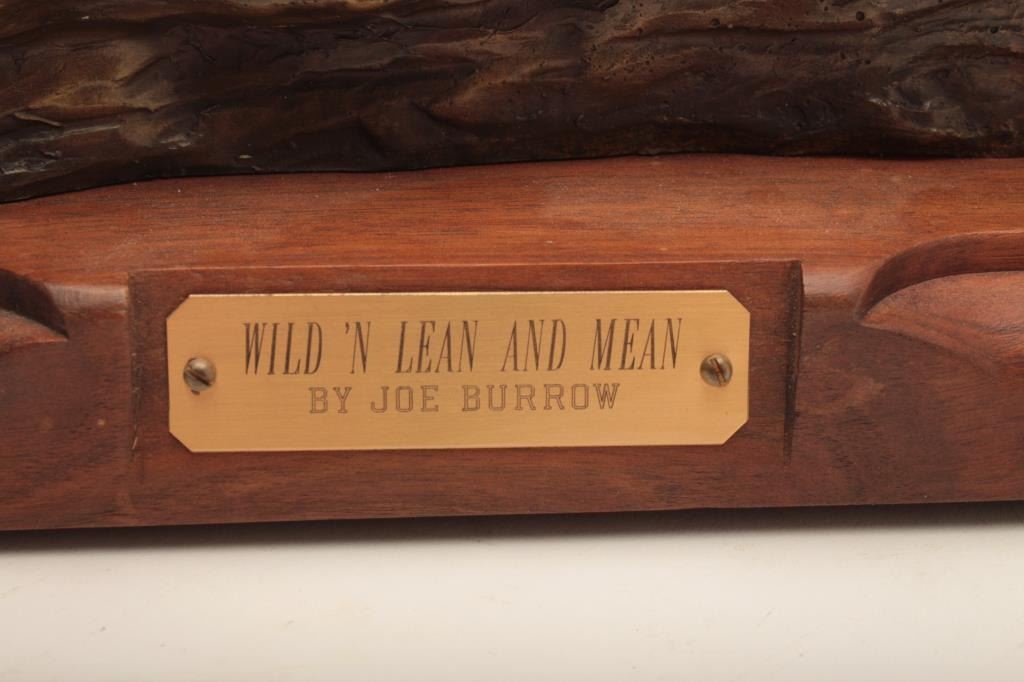 WILD 'N LEAN AND MEAN
BY JOE BURROW